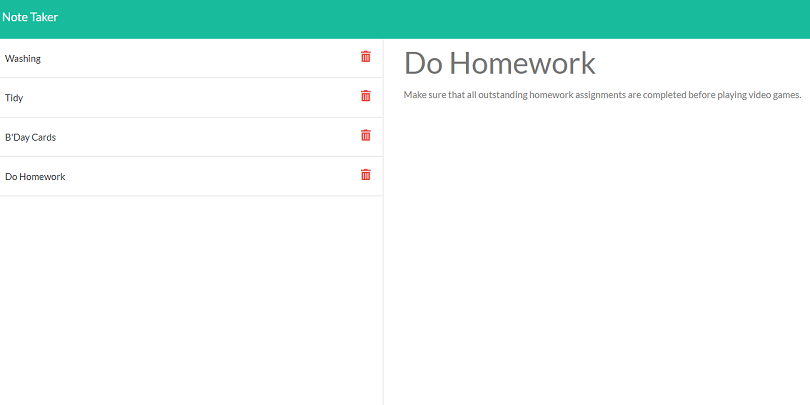 Note Taker
Washing
Tidy
B'Day Cards
Do Homework
Do Homework
Make sure that all outstanding homework assignments are completed before playing video games.